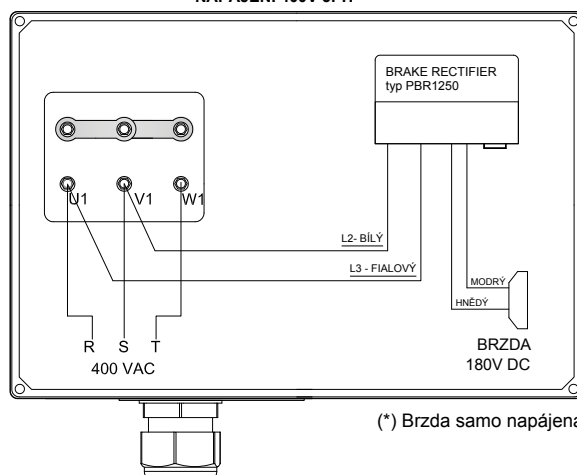 BRAKE RECTIFIER
typ PBR1250
U1 V1 W1
L2- BÍLÝ
L3 - FIALOVÝ
MODRÝ
HNĚDÝ
R S T
400 VAC
BRZDA
180V DC
(*) Brzda samo napájena